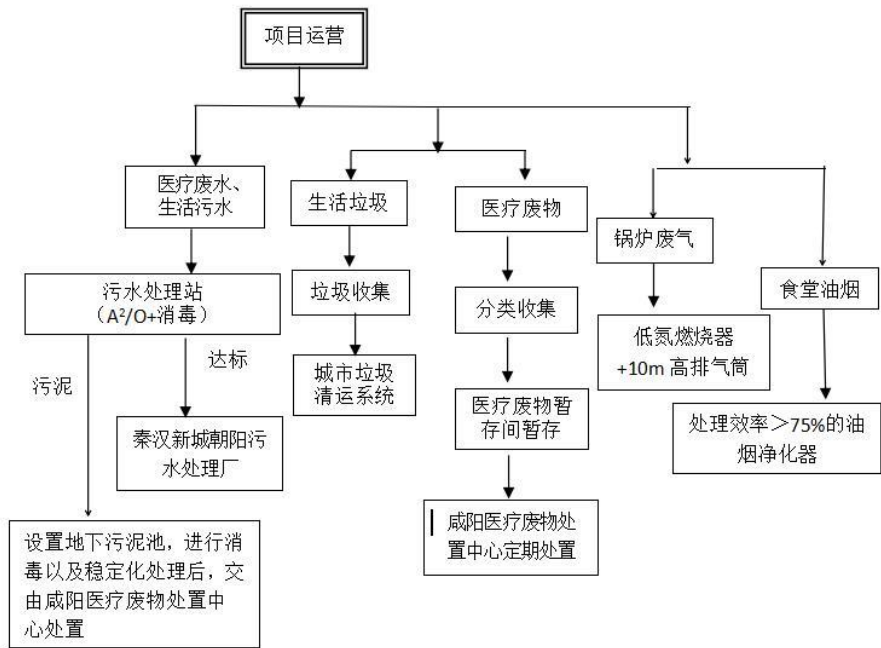 项目运营
医疗废水、
生活污水
生活垃圾
医疗废物
锅炉废气
食堂油烟
污水处理站
（A²/O+消毒）
垃圾收集
分类收集
低氮燃烧器
+10m 高排气筒
污泥
达标
城市垃圾
清运系统
医疗废物暂
存间暂存
处理效率＞75%的油
烟净化器
秦汉新城朝阳污
水处理厂
咸阳医疗废物处
置中心定期处置
设置地下污泥池，进行消
毒以及稳定化处理后，交
由咸阳医疗废物处置中
心处置